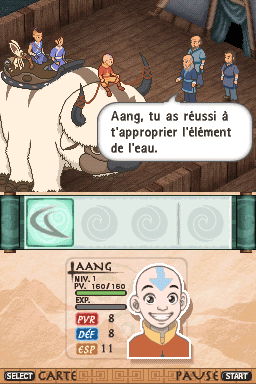 Aang, tu as réussi à
t'approprier l'élément
de l'eau.
AANG
NIV. 1
PV. 160/160
EXP.
PVR 8
DÉF 8
ESP 11
SELECT CARTE PAUSE START